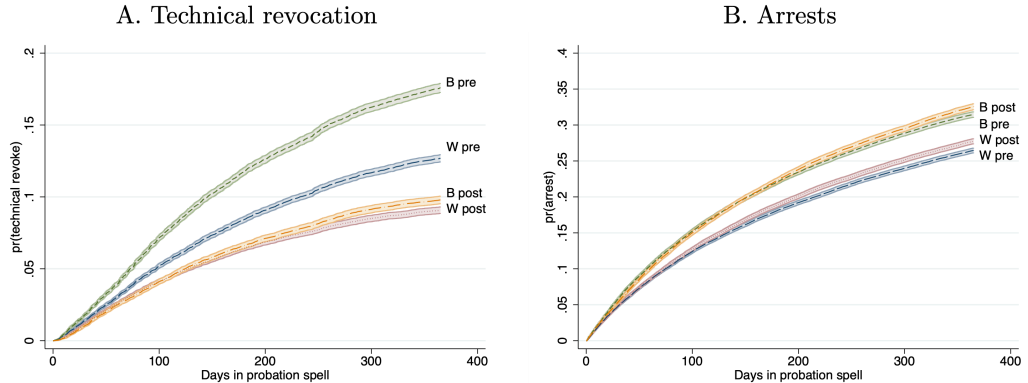 A. Technical revocation
pr(technical revoke)
.2
.15
.1
.05
0
B pre
W pre
B post
W post
0 100 200 300 400
Days in probation spell
B. Arrests
pr(arrest)
.4
.35
.3
.25
.2
.15
.1
.05
0
B post
B pre
W post
W pre
0 100 200 300 400
Days in probation spell